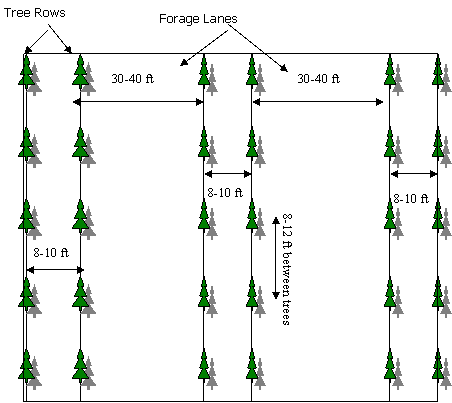 Tree Rows
Forage Lanes
30-40 ft
30-40 ft
8-10 ft
8-10 ft
8-12 ft between trees
8-10 ft